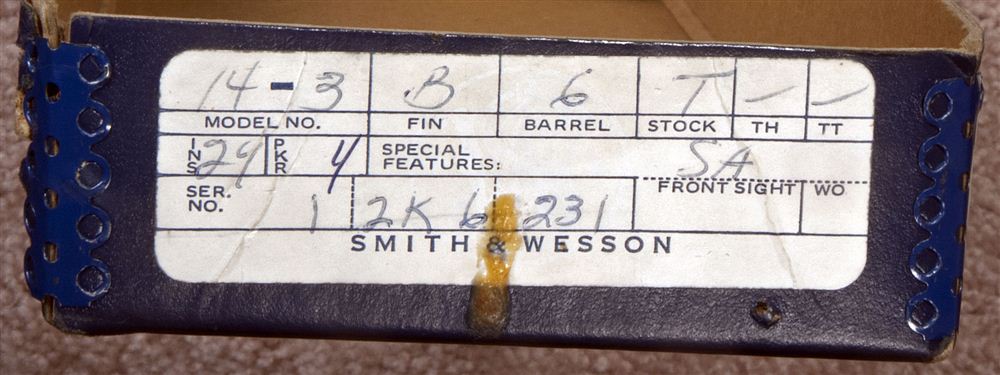 14-3 B 6 T — —
MODEL NO. FIN BARREL STOCK TH TT
INS 24 PKR 4 SPECIAL FEATURES: SA
FRONT SIGHT WO
SER. NO. 1 2K 6 231
SMITH & WESSON